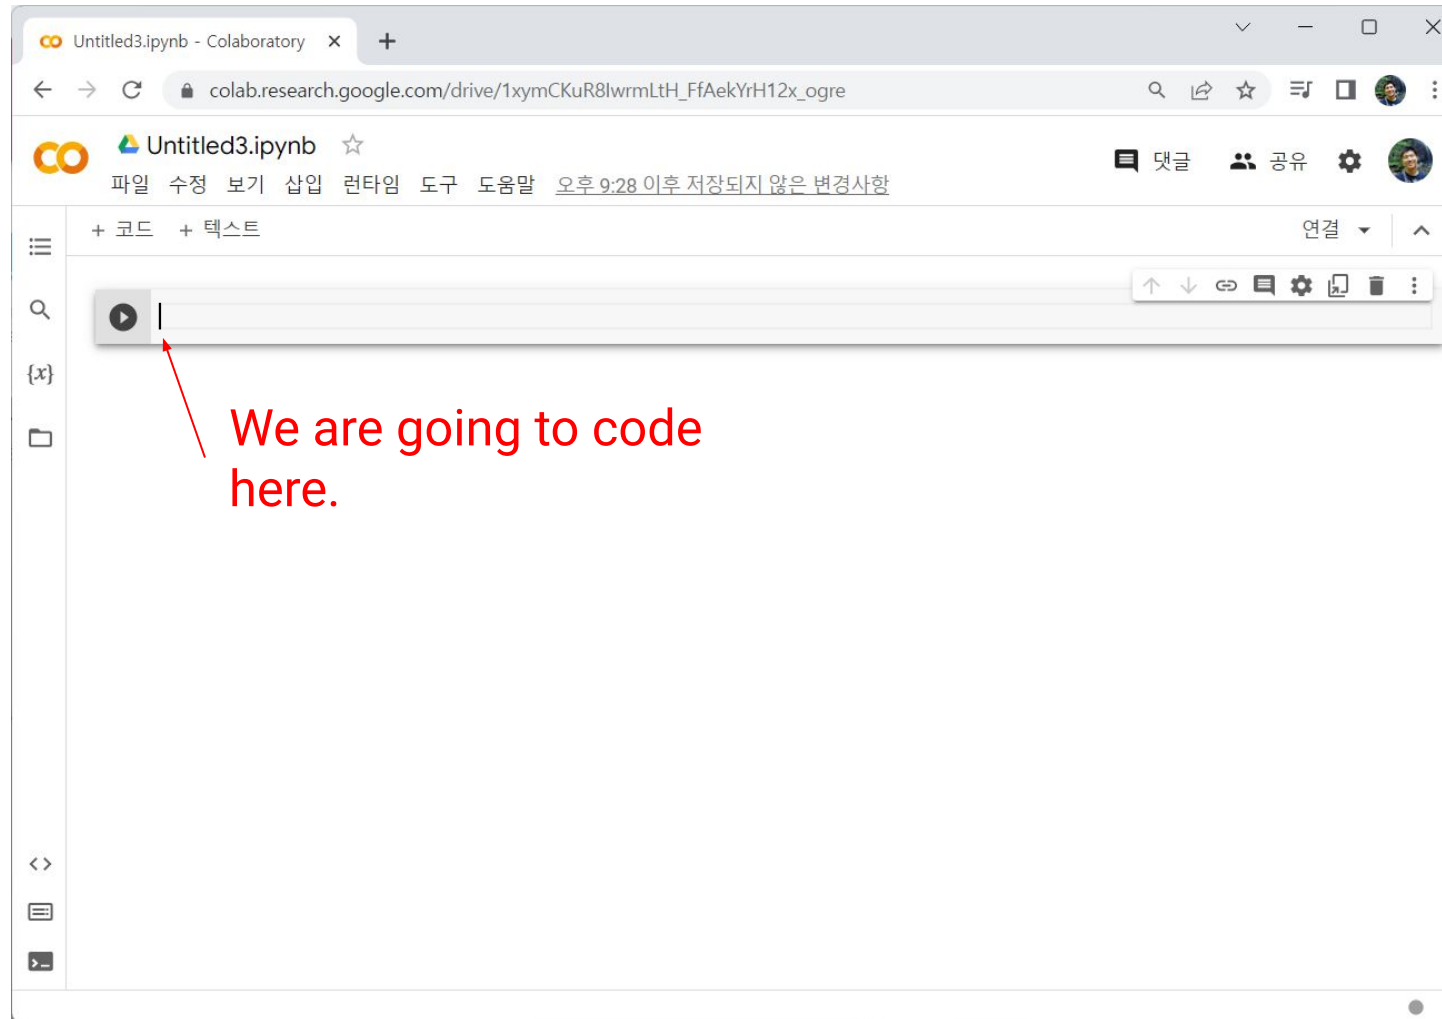 Untitled3.ipynb - Colaboratory
colab.research.google.com/drive/1xymCKuR8lwrmLtH_FfAekYrH12x_ogre
Untitled3.ipynb
댓글 공유
파일 수정 보기 삽입 런타임 도구 도움말 오후 9:28 이후 저장되지 않은 변경사항
+ 코드 + 텍스트 연결
{x}
We are going to code
here.